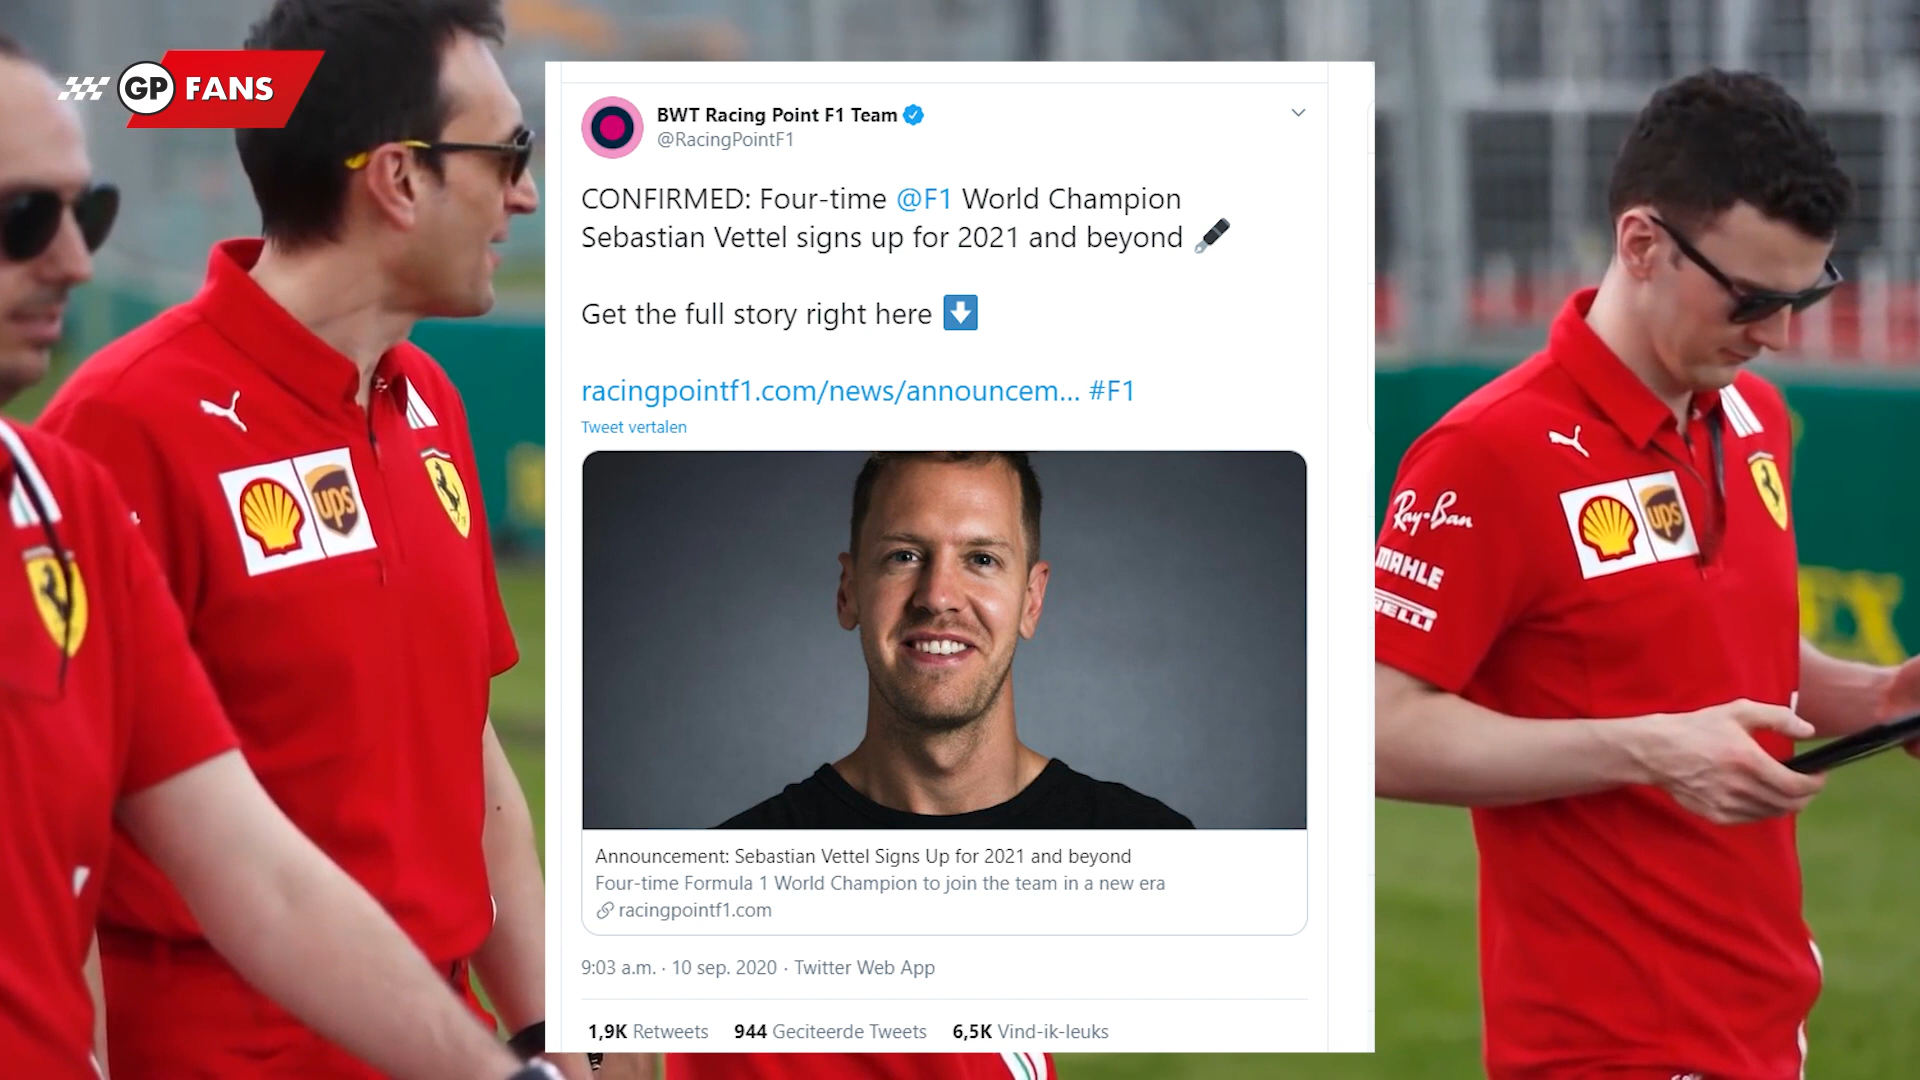 GP FANS
BWT Racing Point F1 Team
@RacingPointF1
CONFIRMED: Four-time @F1 World Champion
Sebastian Vettel signs up for 2021 and beyond
Get the full story right here
racingpointf1.com/news/announcem... #F1
Tweet vertalen
Announcement: Sebastian Vettel Signs Up for 2021 and beyond
Four-time Formula 1 World Champion to join the team in a new era
racingpointf1.com
9:03 a.m. · 10 sep. 2020 · Twitter Web App
1,9K Retweets 944 Geciteerde Tweets 6,5K Vind-ik-leuks
ups
Ray-Ban
ups
MAHLE